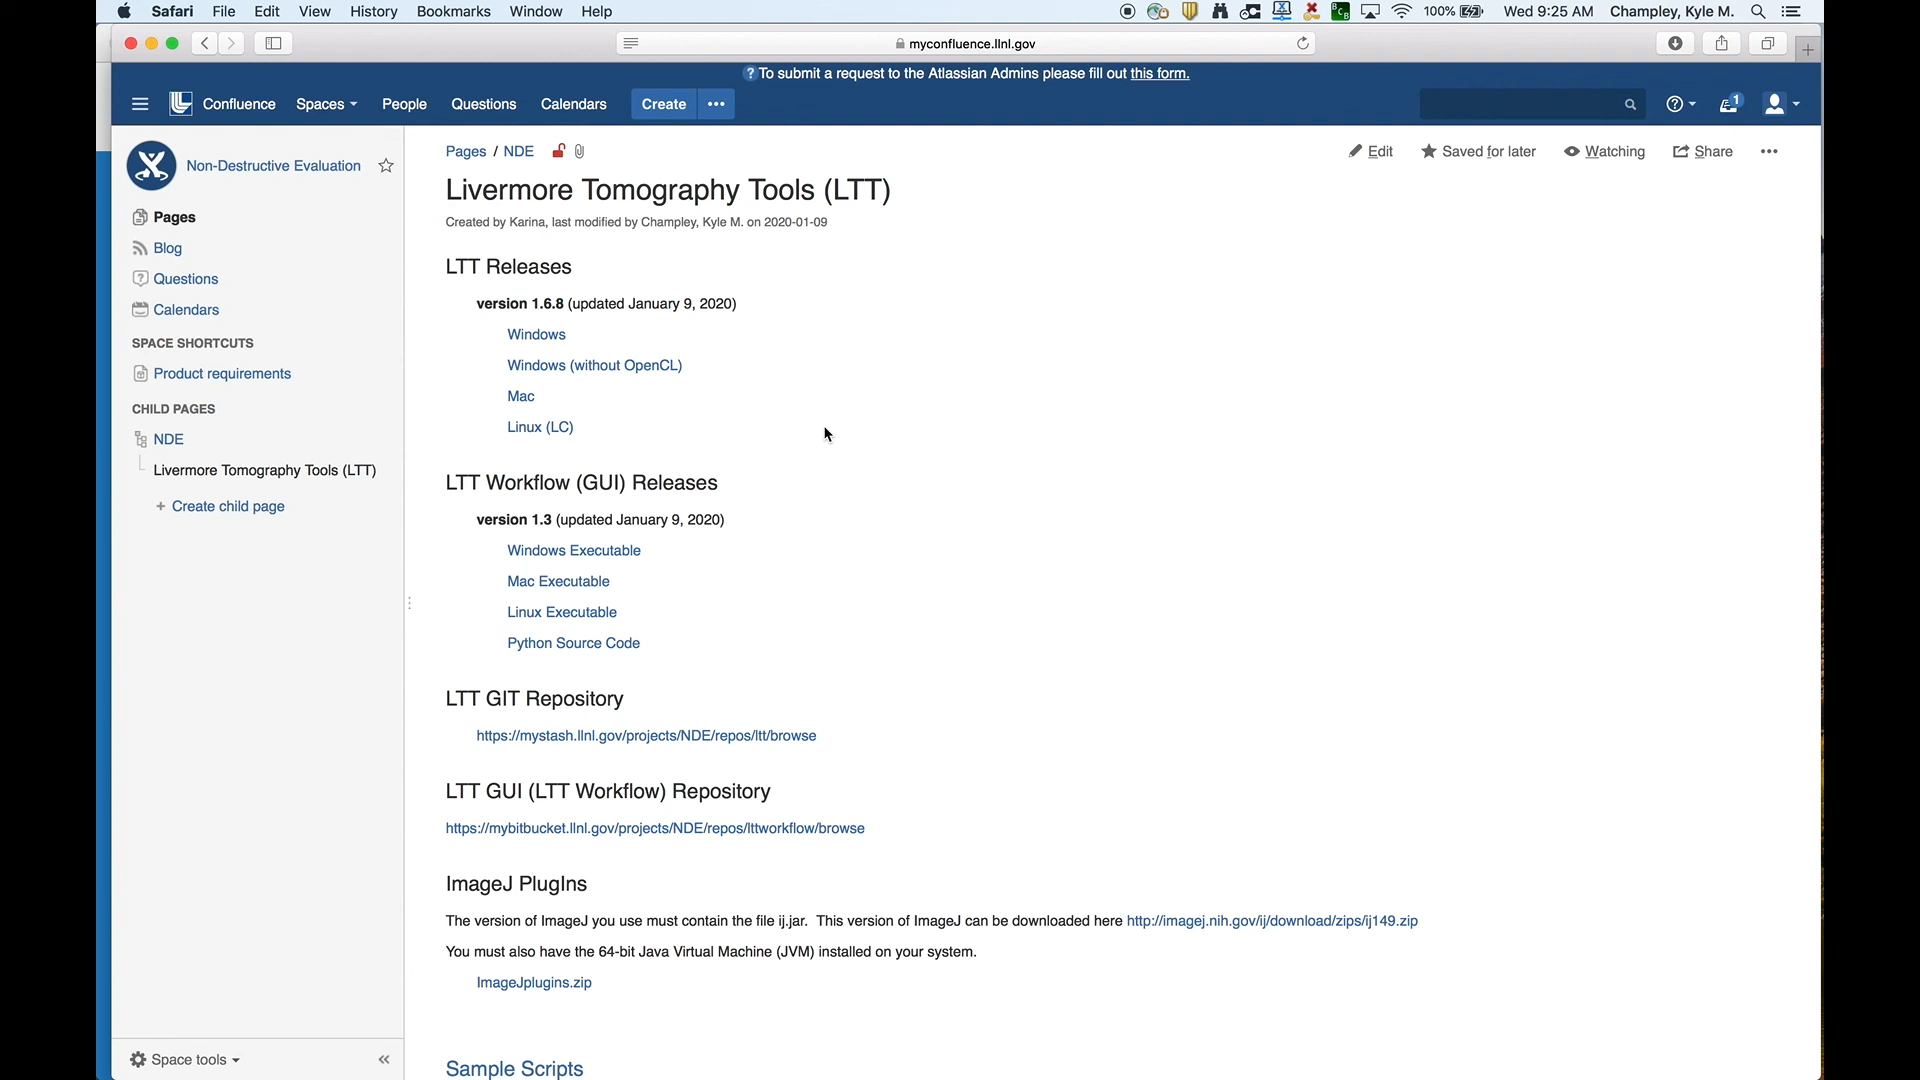 Safari File Edit View History Bookmarks Window Help
100% Wed 9:25 AM Champley, Kyle M.
myconfluence.llnl.gov
?To submit a request to the Atlassian Admins please fill out this form.
Confluence Spaces People Questions Calendars Create ••• 1
Non-Destructive Evaluation
Pages
Blog
Questions
Calendars
SPACE SHORTCUTS
Product requirements
CHILD PAGES
NDE
Livermore Tomography Tools (LTT)
+ Create child page
Space tools
Pages / NDE
Edit Saved for later Watching Share •••
Livermore Tomography Tools (LTT)
Created by Karina, last modified by Champley, Kyle M. on 2020-01-09
LTT Releases
version 1.6.8 (updated January 9, 2020)
Windows
Windows (without OpenCL)
Mac
Linux (LC)
LTT Workflow (GUI) Releases
version 1.3 (updated January 9, 2020)
Windows Executable
Mac Executable
Linux Executable
Python Source Code
LTT GIT Repository
https://mystash.llnl.gov/projects/NDE/repos/ltt/browse
LTT GUI (LTT Workflow) Repository
https://mybitbucket.llnl.gov/projects/NDE/repos/lttworkflow/browse
ImageJ PlugIns
The version of ImageJ you use must contain the file ij.jar. This version of ImageJ can be downloaded here http://imagej.nih.gov/ij/download/zips/ij149.zip
You must also have the 64-bit Java Virtual Machine (JVM) installed on your system.
ImageJplugins.zip
Sample Scripts